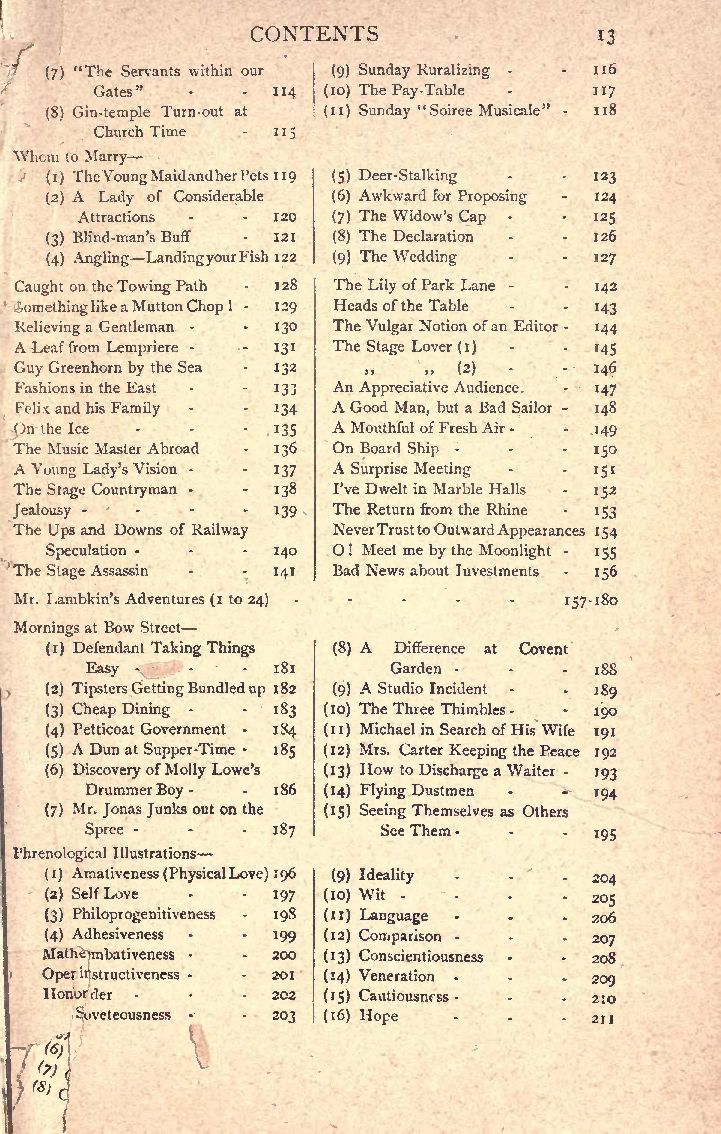 CONTENTS 13
(7) "The Servants within our
Gates" - - 114
(8) Gin-temple Turn-out at
Church Time - 115
(9) Sunday Ruralizing - - 116
(10) The Pay-Table - 117
(11) Sunday "Soiree Musicale" - 118
Whom to Marry—
(1) The Young Maid and her Pets 119
(2) A Lady of Considerable
Attractions - - 120
(3) Blind-man's Buff - 121
(4) Angling—Landing your Fish 122
(5) Deer-Stalking - - 123
(6) Awkward for Proposing - 124
(7) The Widow's Cap - - 125
(8) The Declaration - - 126
(9) The Wedding - - 127
Caught on the Towing Path - 128
Something like a Mutton Chop! - 129
Relieving a Gentleman - - 130
A Leaf from Lempriere - - 131
Guy Greenhorn by the Sea - 132
Fashions in the East - - 133
Felix and his Family - - 134
On the Ice - - - 135
The Music Master Abroad - 136
A Young Lady's Vision - - 137
The Stage Countryman - - 138
Jealousy - - - - 139
The Ups and Downs of Railway
Speculation - - - 140
The Stage Assassin - - 141
The Lily of Park Lane - - 142
Heads of the Table - - 143
The Vulgar Notion of an Editor - 144
The Stage Lover (1) - - 145
,, ,, (2) - - 146
An Appreciative Audience. - - 147
A Good Man, but a Bad Sailor - 148
A Mouthful of Fresh Air - - 149
On Board Ship - - - 150
A Surprise Meeting - - 151
I've Dwelt in Marble Halls - 152
The Return from the Rhine - 153
Never Trust to Outward Appearances 154
O! Meet me by the Moonlight - 155
Bad News about Investments - 156
Mr. Lambkin's Adventures (1 to 24) - - - - - 157-180
Mornings at Bow Street—
(1) Defendant Taking Things
Easy - - - 181
(2) Tipsters Getting Bundled up 182
(3) Cheap Dining - - 183
(4) Petticoat Government - 184
(5) A Dun at Supper-Time - 185
(6) Discovery of Molly Lowe's
Drummer Boy - - 186
(7) Mr. Jonas Junks out on the
Spree - - - 187
(8) A Difference at Covent
Garden - - - 188
(9) A Studio Incident - - 189
(10) The Three Thimbles - - 190
(11) Michael in Search of His Wife 191
(12) Mrs. Carter Keeping the Peace 192
(13) How to Discharge a Waiter - 193
(14) Flying Dustmen - - 194
(15) Seeing Themselves as Others
See Them - - - 195
Phrenological Illustrations—
(1) Amativeness (Physical Love) 196
(2) Self Love - - 197
(3) Philoprogenitiveness - 198
(4) Adhesiveness - - 199
Mathe mbativeness - - 200
Oper instructiveness - - 201
Honor der - - - 202
oveteousness - - 203
(9) Ideality - - - 204
(10) Wit - - - - 205
(11) Language - - - 206
(12) Comparison - - - 207
(13) Conscientiousness - - 208
(14) Veneration - - - 209
(15) Cautiousness - - - 210
(16) Hope - - - 211
(6)
(7)
(8)